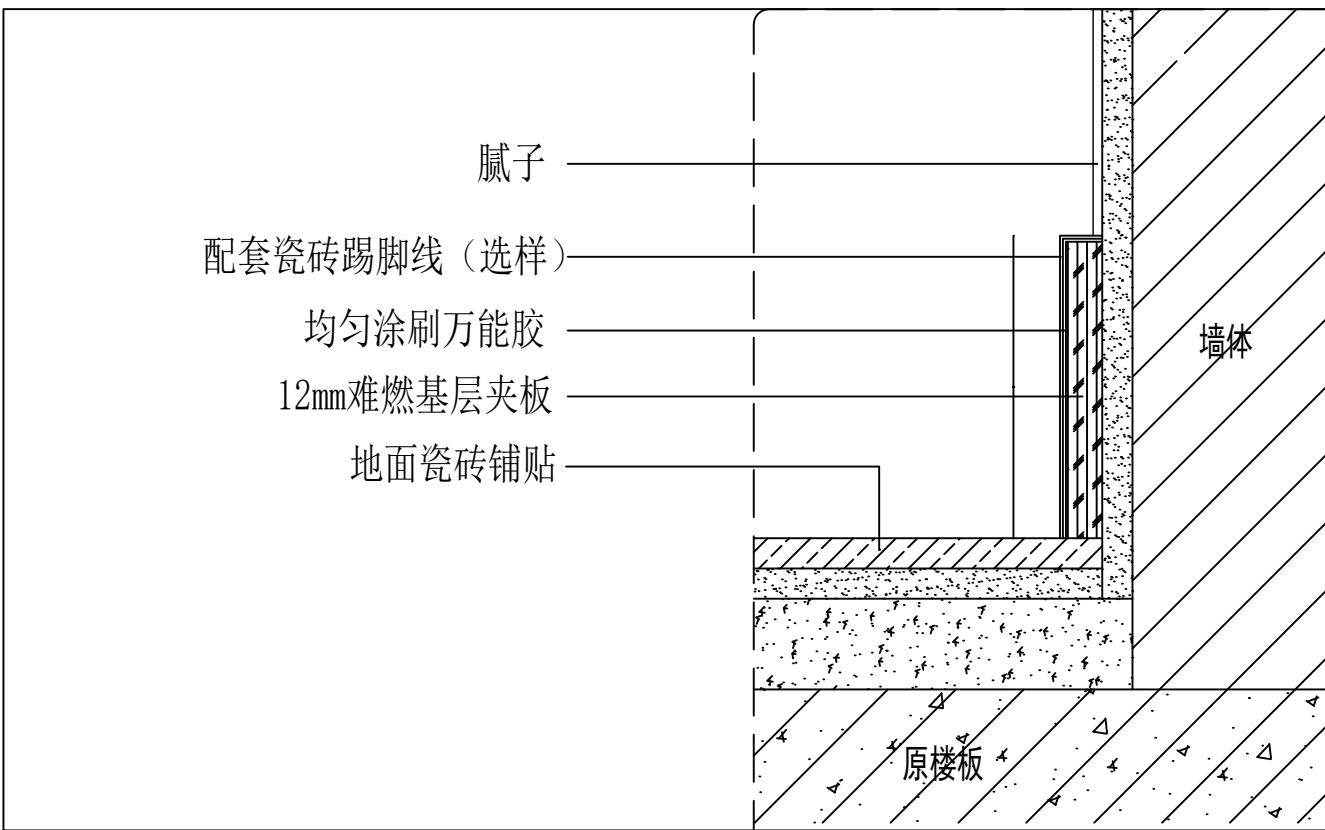 腻子
配套瓷砖踢脚线（选样）
均匀涂刷万能胶
墙体
12mm难燃基层夹板
地面瓷砖铺贴
原楼板